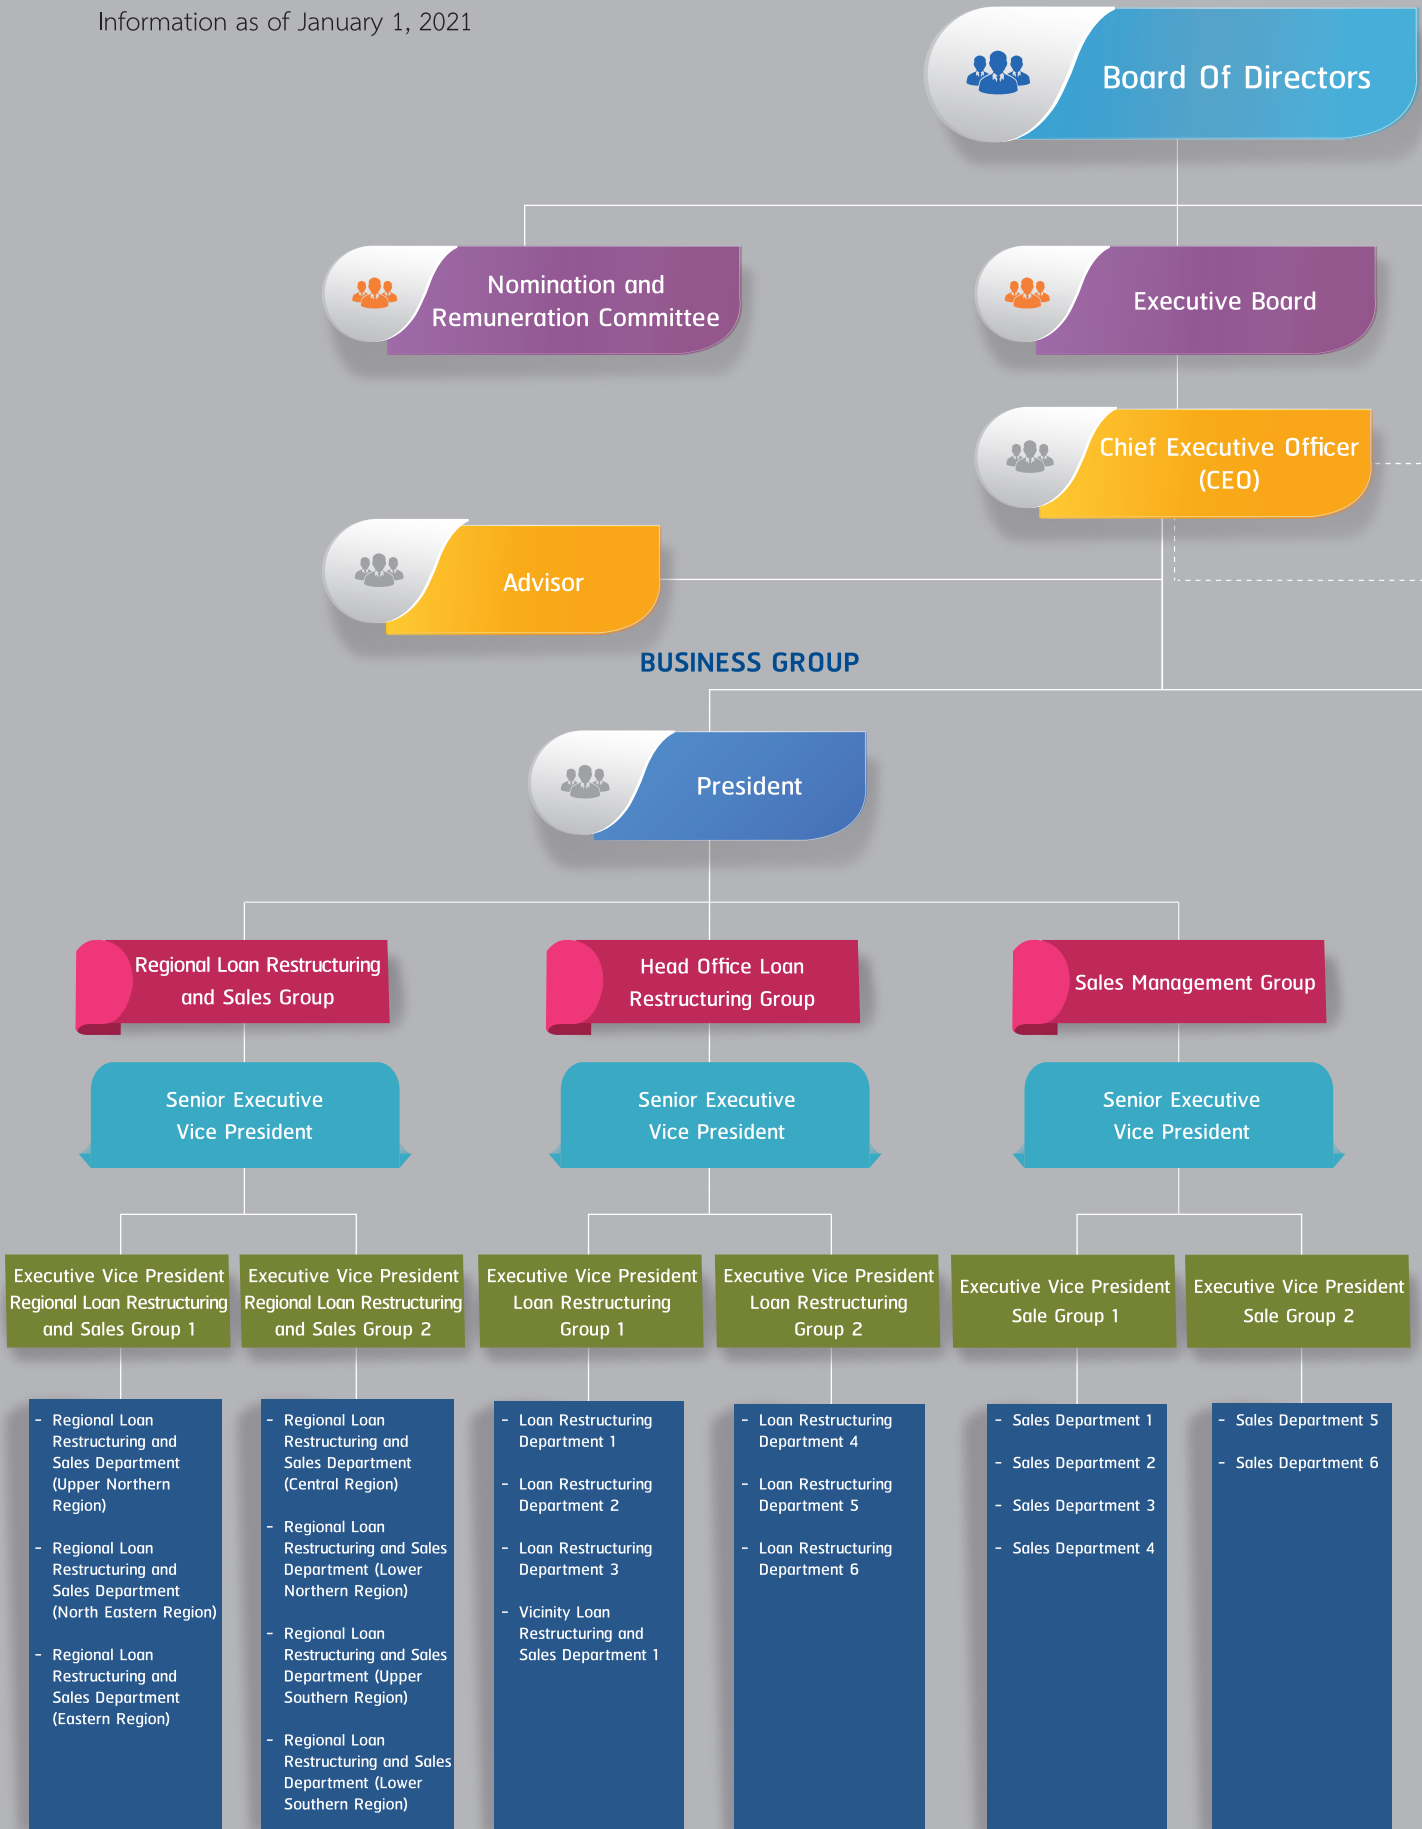 Information as of January 1, 2021
Board Of Directors
Nomination and
Remuneration Committee
Executive Board
Chief Executive Officer
(CEO)
Advisor
BUSINESS GROUP
President
Regional Loan Restructuring
and Sales Group
Head Office Loan
Restructuring Group
Sales Management Group
Senior Executive
Vice President
Senior Executive
Vice President
Senior Executive
Vice President
Executive Vice President
Regional Loan Restructuring
and Sales Group 1
Executive Vice President
Regional Loan Restructuring
and Sales Group 2
Executive Vice President
Loan Restructuring
Group 1
Executive Vice President
Loan Restructuring
Group 2
Executive Vice President
Sale Group 1
Executive Vice President
Sale Group 2
- Regional Loan
Restructuring and
Sales Department
(Upper Northern
Region)
- Regional Loan
Restructuring and
Sales Department
(North Eastern Region)
- Regional Loan
Restructuring and
Sales Department
(Eastern Region)
- Regional Loan
Restructuring and
Sales Department
(Central Region)
- Regional Loan
Restructuring and Sales
Department (Lower
Northern Region)
- Regional Loan
Restructuring and Sales
Department (Upper
Southern Region)
- Regional Loan
Restructuring and Sales
Department (Lower
Southern Region)
- Loan Restructuring
Department 1
- Loan Restructuring
Department 2
- Loan Restructuring
Department 3
- Vicinity Loan
Restructuring and
Sales Department 1
- Loan Restructuring
Department 4
- Loan Restructuring
Department 5
- Loan Restructuring
Department 6
- Sales Department 1
- Sales Department 2
- Sales Department 3
- Sales Department 4
- Sales Department 5
- Sales Department 6